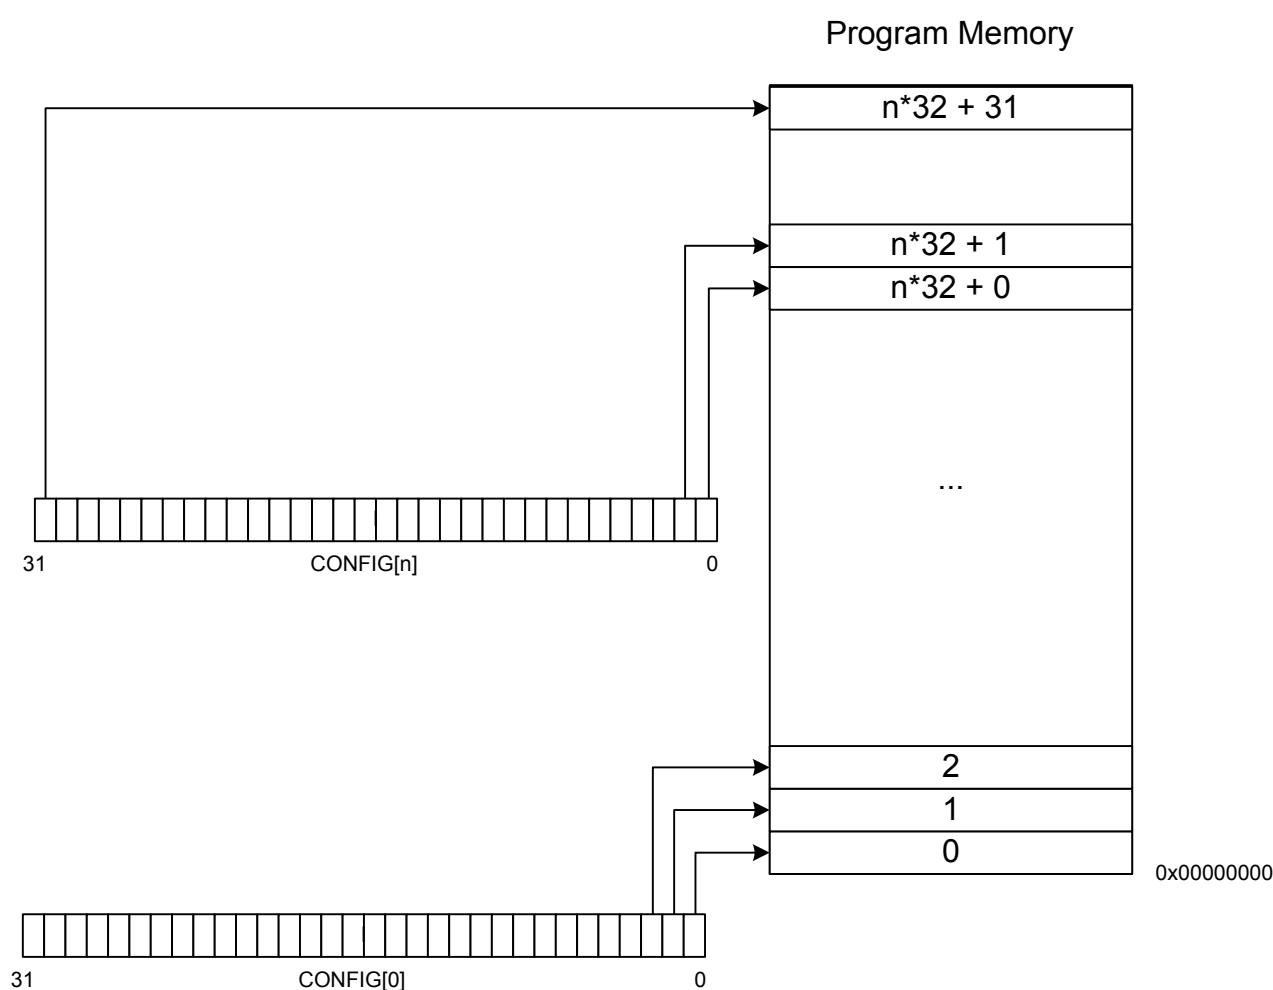 Program Memory
n*32 + 31
n*32 + 1
n*32 + 0
...
31 CONFIG[n] 0
2
1
0
0x00000000
31 CONFIG[0] 0